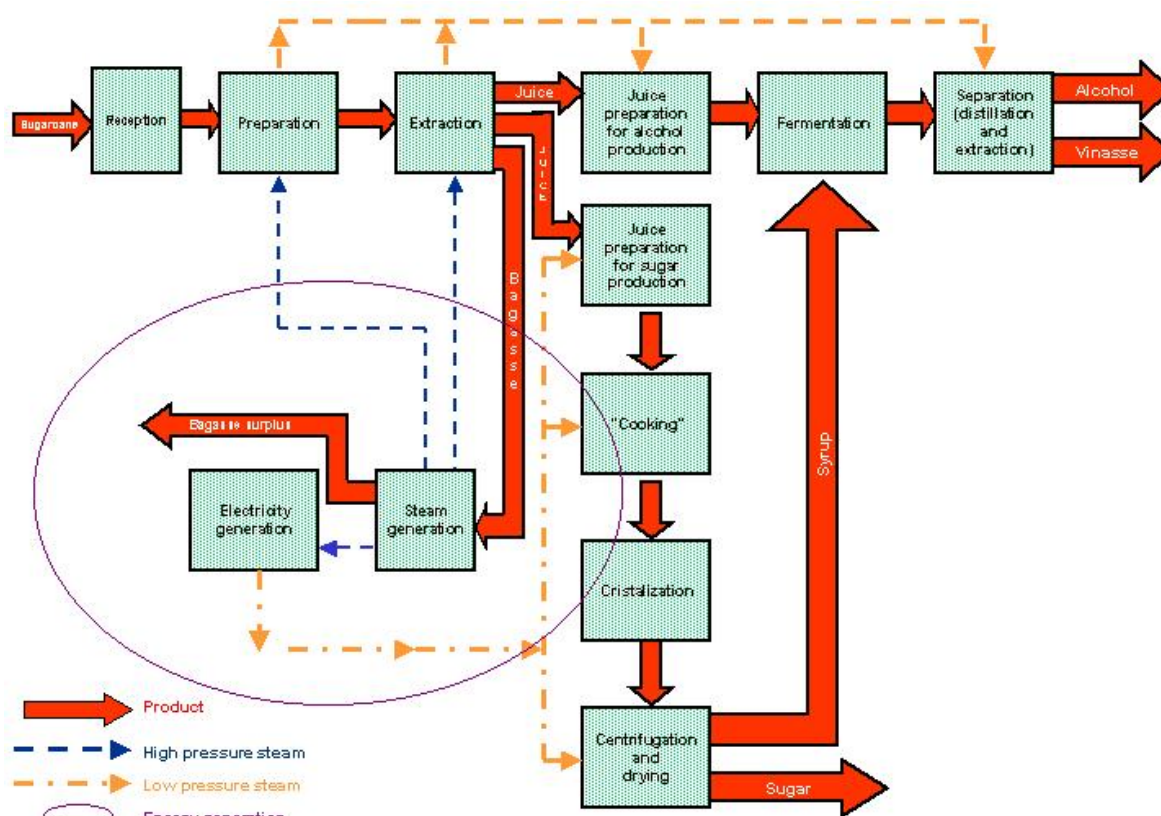 Sugarcane
Reception
Preparation
Extraction
Juice
Juice
preparation
for alcohol
production
Fermentation
Separation
(distillation
and
extraction)
Alcohol
Vinasse
Juice
Juice
preparation
for sugar
production
Bagasse
"Cooking"
Syrup
Bagasse surplus
Electricity
generation
Steam
generation
Cristalization
Centrifugation
and
drying
Sugar
Product
High pressure steam
Low pressure steam
Energy generation